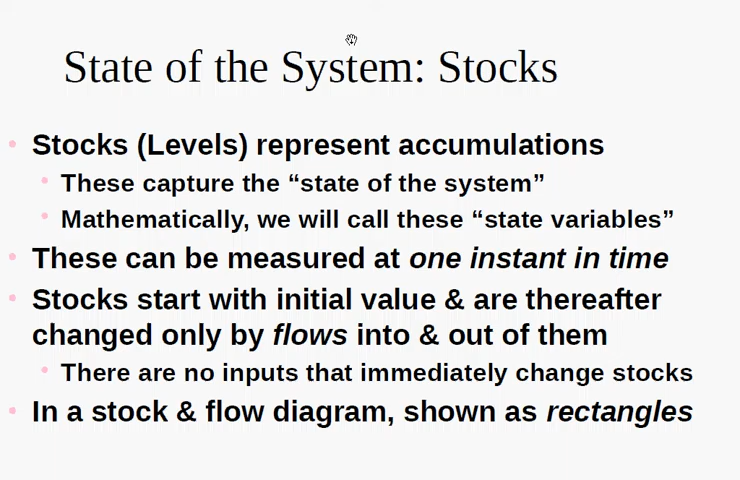 State of the System: Stocks
• Stocks (Levels) represent accumulations
• These capture the “state of the system”
• Mathematically, we will call these “state variables”
• These can be measured at one instant in time
• Stocks start with initial value & are thereafter
changed only by flows into & out of them
• There are no inputs that immediately change stocks
• In a stock & flow diagram, shown as rectangles